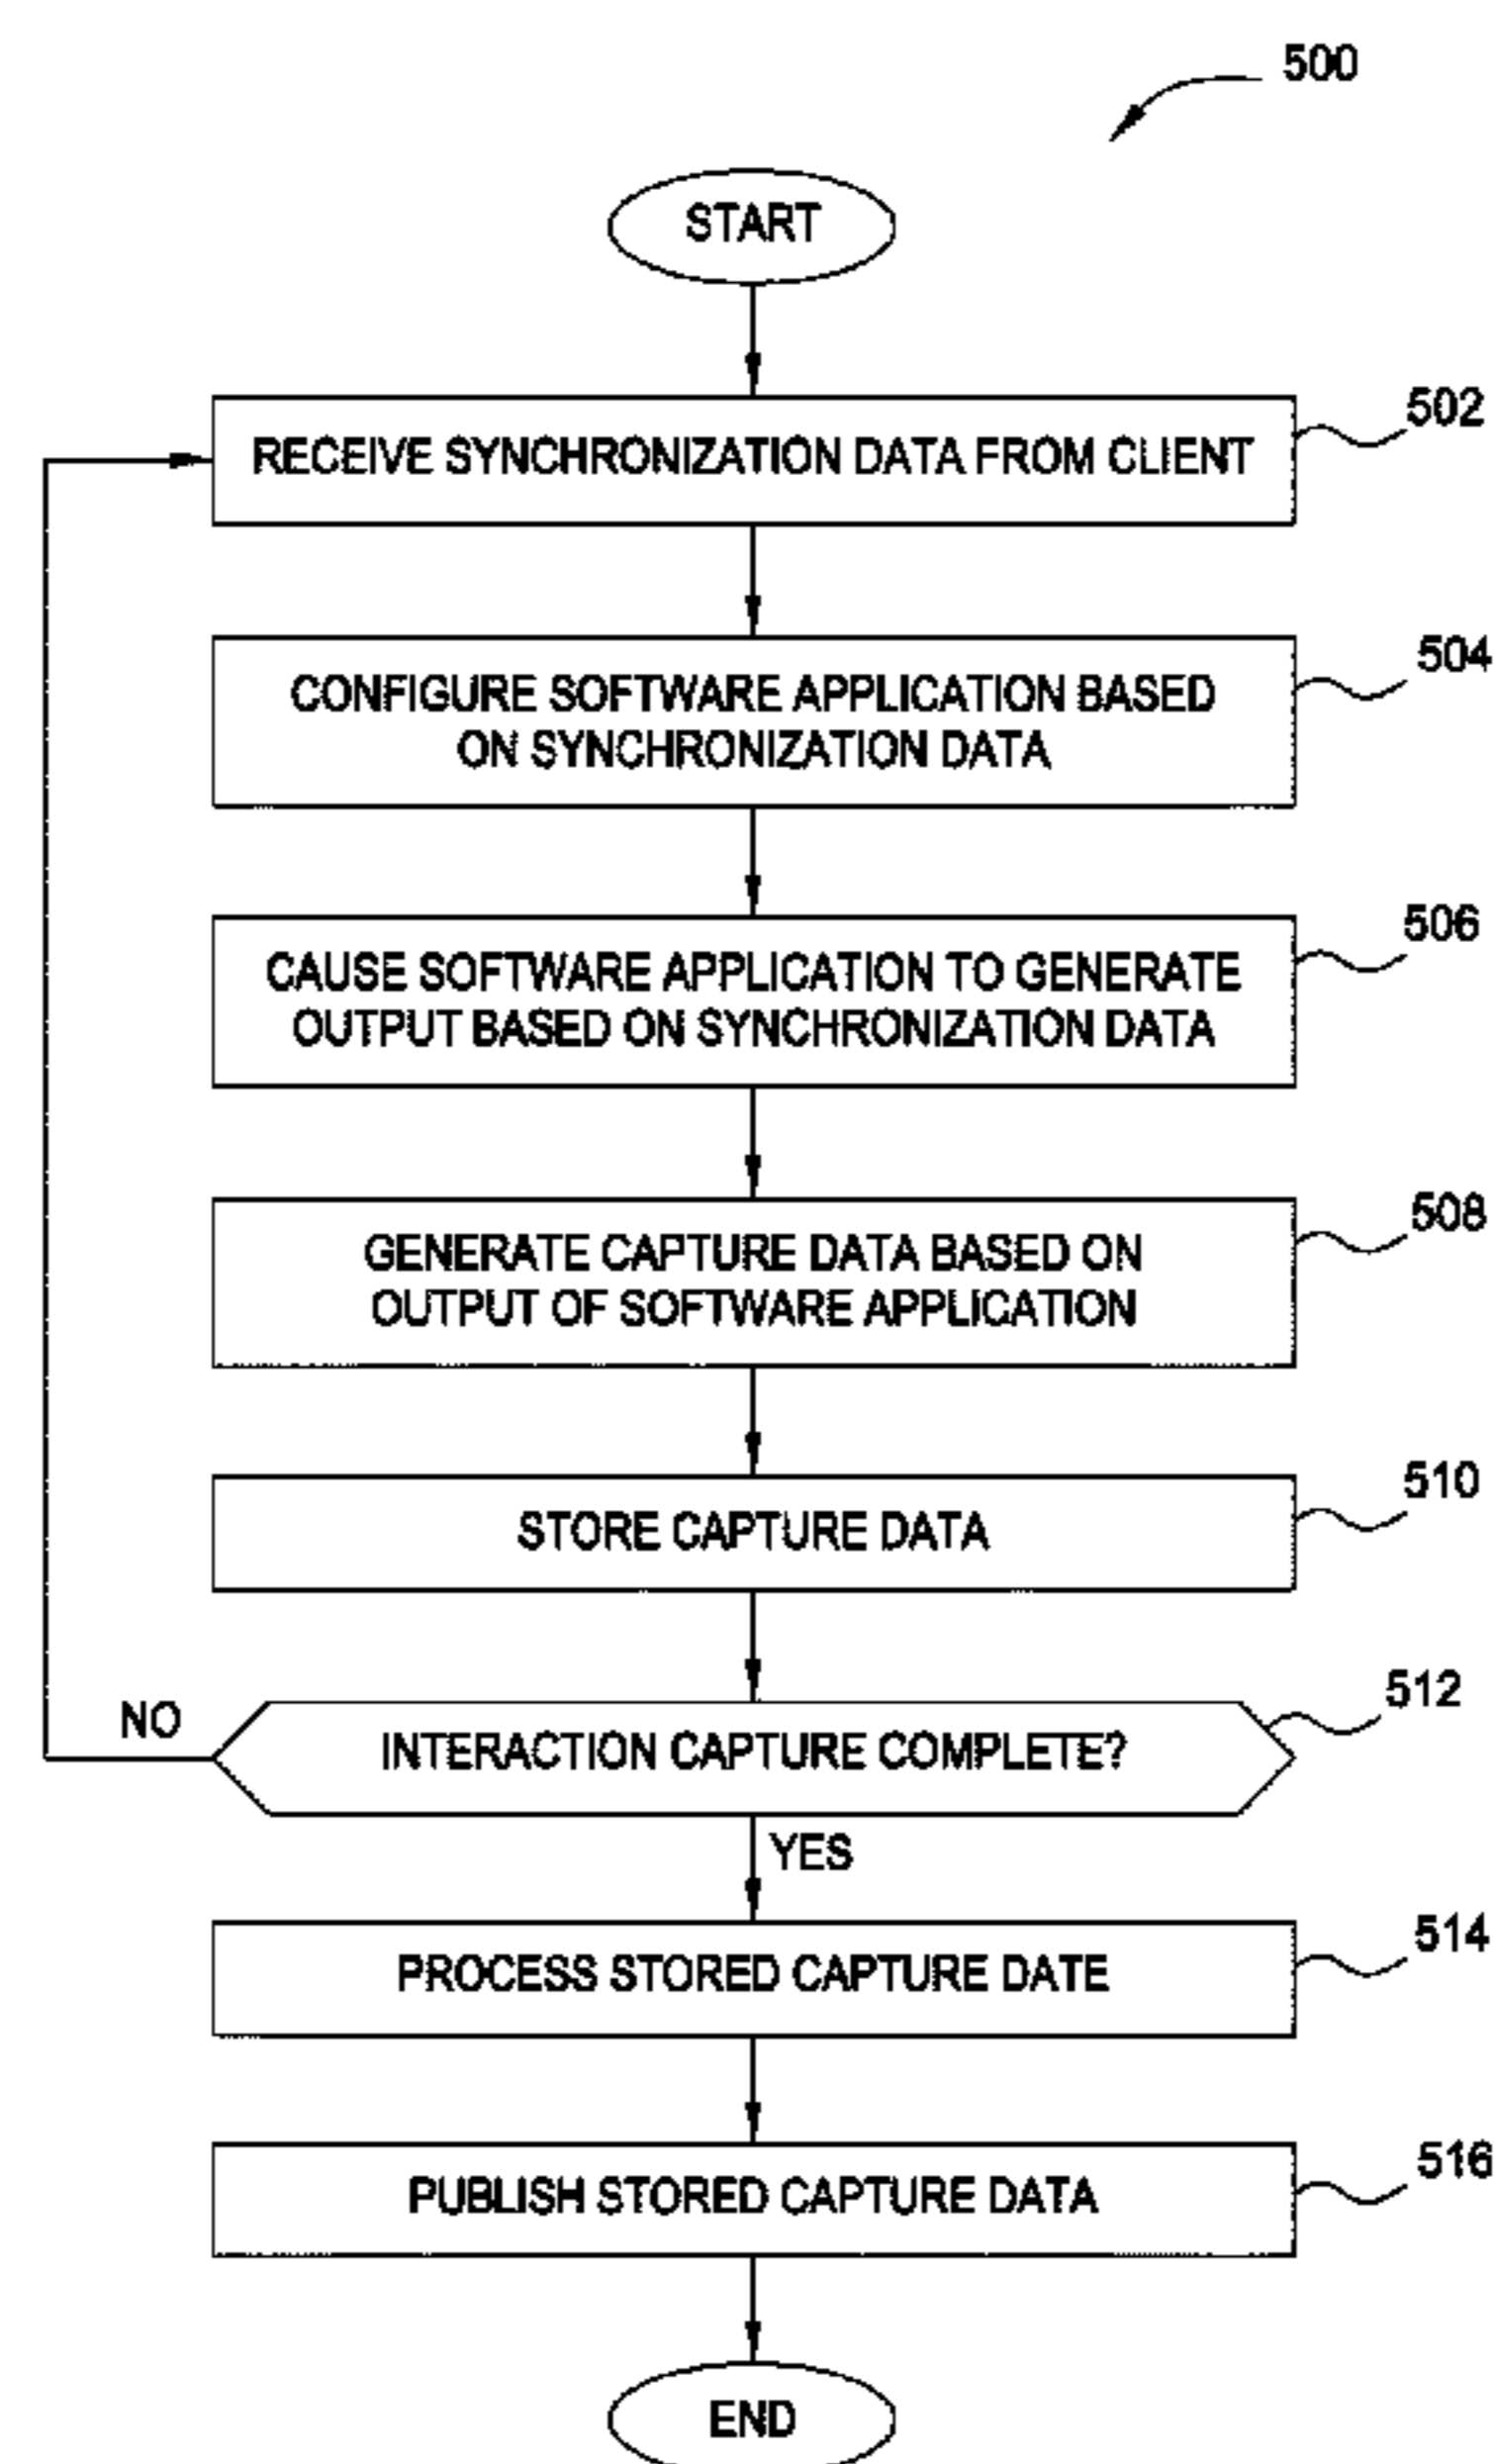 500
START
RECEIVE SYNCHRONIZATION DATA FROM CLIENT
502
CONFIGURE SOFTWARE APPLICATION BASED
ON SYNCHRONIZATION DATA
504
CAUSE SOFTWARE APPLICATION TO GENERATE
OUTPUT BASED ON SYNCHRONIZATION DATA
506
GENERATE CAPTURE DATA BASED ON
OUTPUT OF SOFTWARE APPLICATION
508
STORE CAPTURE DATA
510
NO
INTERACTION CAPTURE COMPLETE?
512
YES
PROCESS STORED CAPTURE DATE
514
PUBLISH STORED CAPTURE DATA
516
END